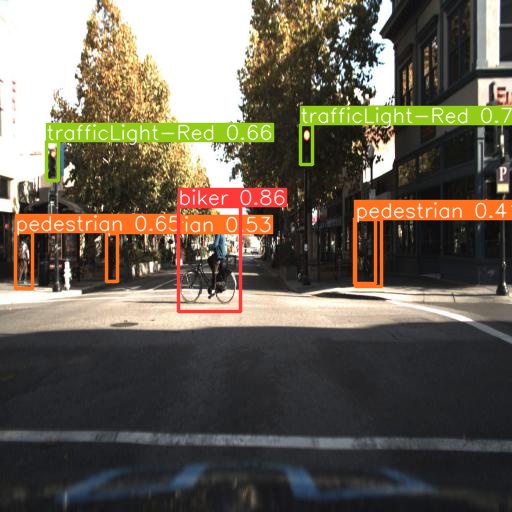 trafficLight-Red 0.7
trafficLight-Red 0.66
biker 0.86
pedestrian 0.41
pedestrian 0.65
ian 0.53
P